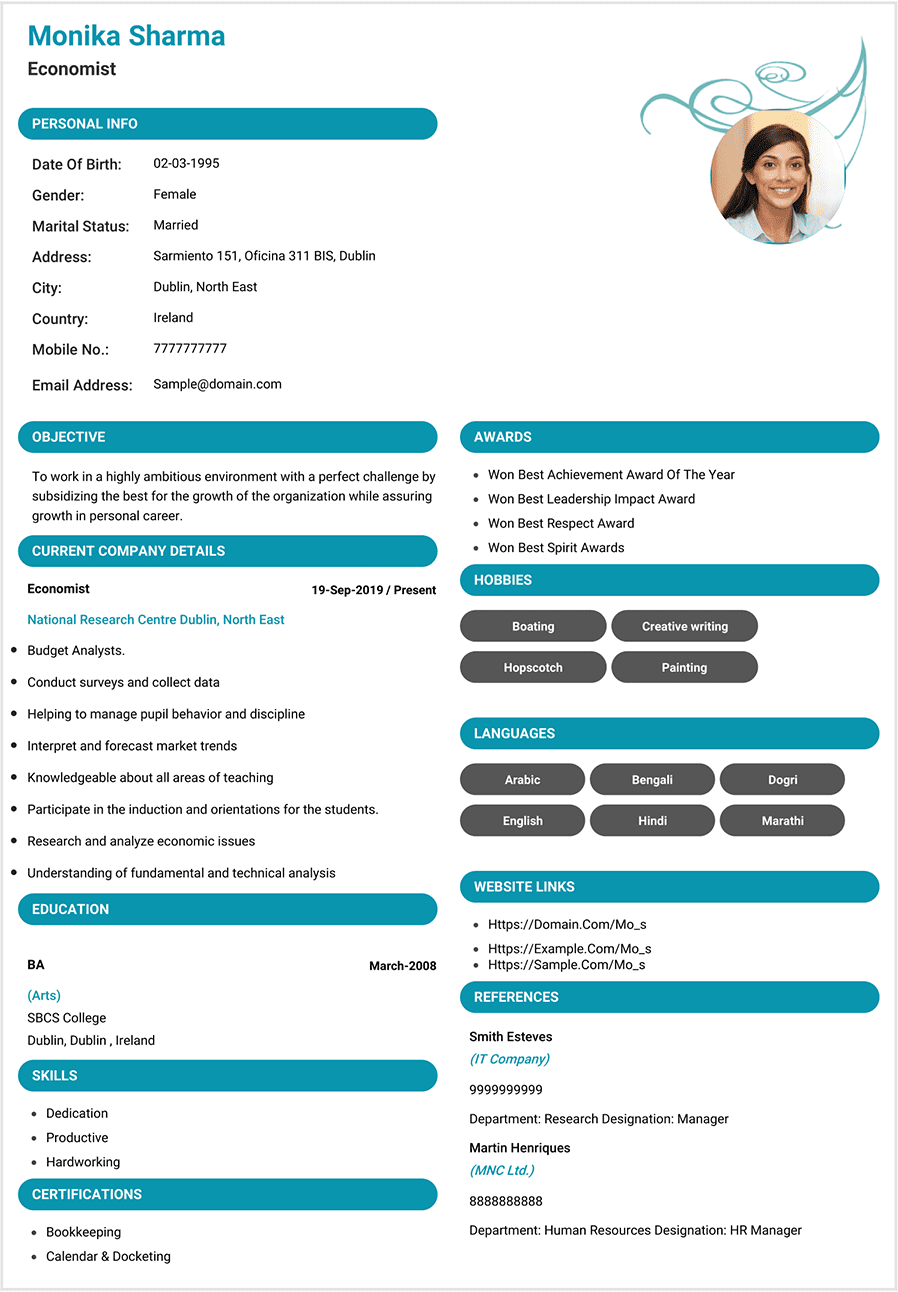 Monika Sharma
Economist
PERSONAL INFO
Date Of Birth: 02-03-1995
Gender: Female
Marital Status: Married
Address: Sarmiento 151, Oficina 311 BIS, Dublin
City: Dublin, North East
Country: Ireland
Mobile No.: 7777777777
Email Address: Sample@domain.com
OBJECTIVE
To work in a highly ambitious environment with a perfect challenge by
subsidizing the best for the growth of the organization while assuring
growth in personal career.
CURRENT COMPANY DETAILS
Economist 19-Sep-2019 / Present
National Research Centre Dublin, North East
• Budget Analysts.
• Conduct surveys and collect data
• Helping to manage pupil behavior and discipline
• Interpret and forecast market trends
• Knowledgeable about all areas of teaching
• Participate in the induction and orientations for the students.
• Research and analyze economic issues
• Understanding of fundamental and technical analysis
EDUCATION
BA March-2008
(Arts)
SBCS College
Dublin, Dublin , Ireland
SKILLS
• Dedication
• Productive
• Hardworking
CERTIFICATIONS
• Bookkeeping
• Calendar & Docketing
AWARDS
• Won Best Achievement Award Of The Year
• Won Best Leadership Impact Award
• Won Best Respect Award
• Won Best Spirit Awards
HOBBIES
Boating Creative writing
Hopscotch Painting
LANGUAGES
Arabic Bengali Dogri
English Hindi Marathi
WEBSITE LINKS
• Https://Domain.Com/Mo_s
• Https://Example.Com/Mo_s
• Https://Sample.Com/Mo_s
REFERENCES
Smith Esteves
(IT Company)
9999999999
Department: Research Designation: Manager
Martin Henriques
(MNC Ltd.)
8888888888
Department: Human Resources Designation: HR Manager